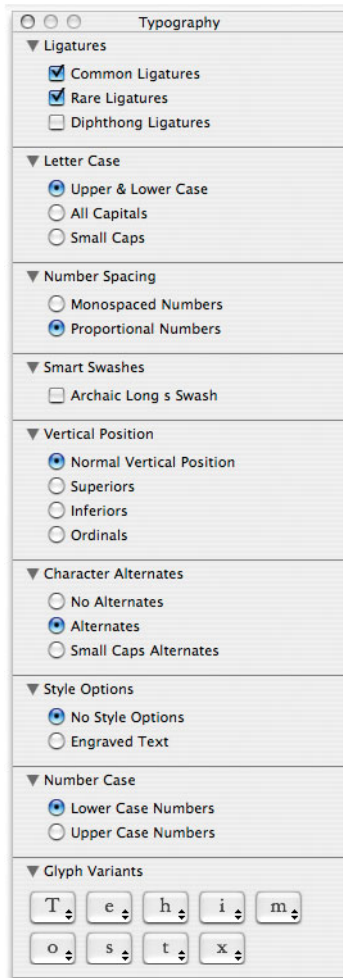 Typography
Ligatures
Common Ligatures
Rare Ligatures
Diphthong Ligatures
Letter Case
Upper & Lower Case
All Capitals
Small Caps
Number Spacing
Monospaced Numbers
Proportional Numbers
Smart Swashes
Archaic Long s Swash
Vertical Position
Normal Vertical Position
Superiors
Inferiors
Ordinals
Character Alternates
No Alternates
Alternates
Small Caps Alternates
Style Options
No Style Options
Engraved Text
Number Case
Lower Case Numbers
Upper Case Numbers
Glyph Variants
T e h i m
o s t x